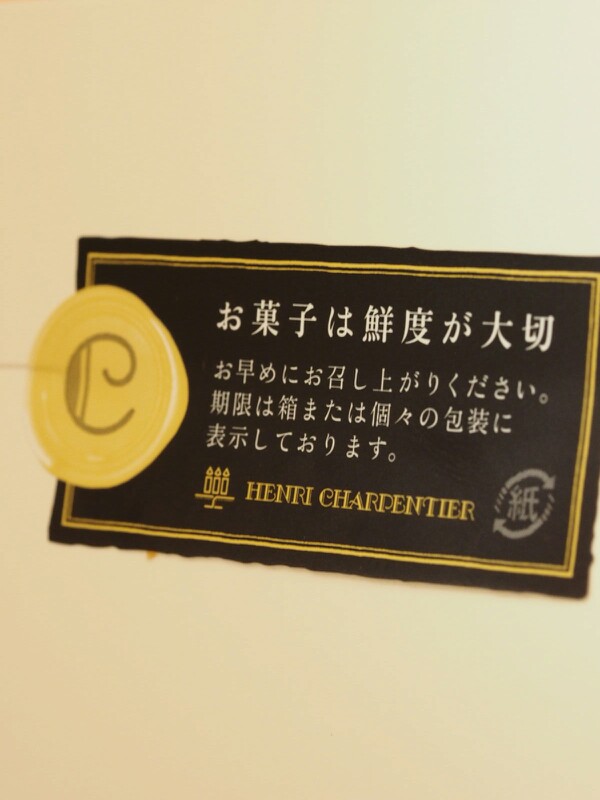 お菓子は鮮度が大切
お早めにお召し上がりください。
期限は箱または個々の包装に
表示しております。
HENRI CHARPENTIER
紙
C